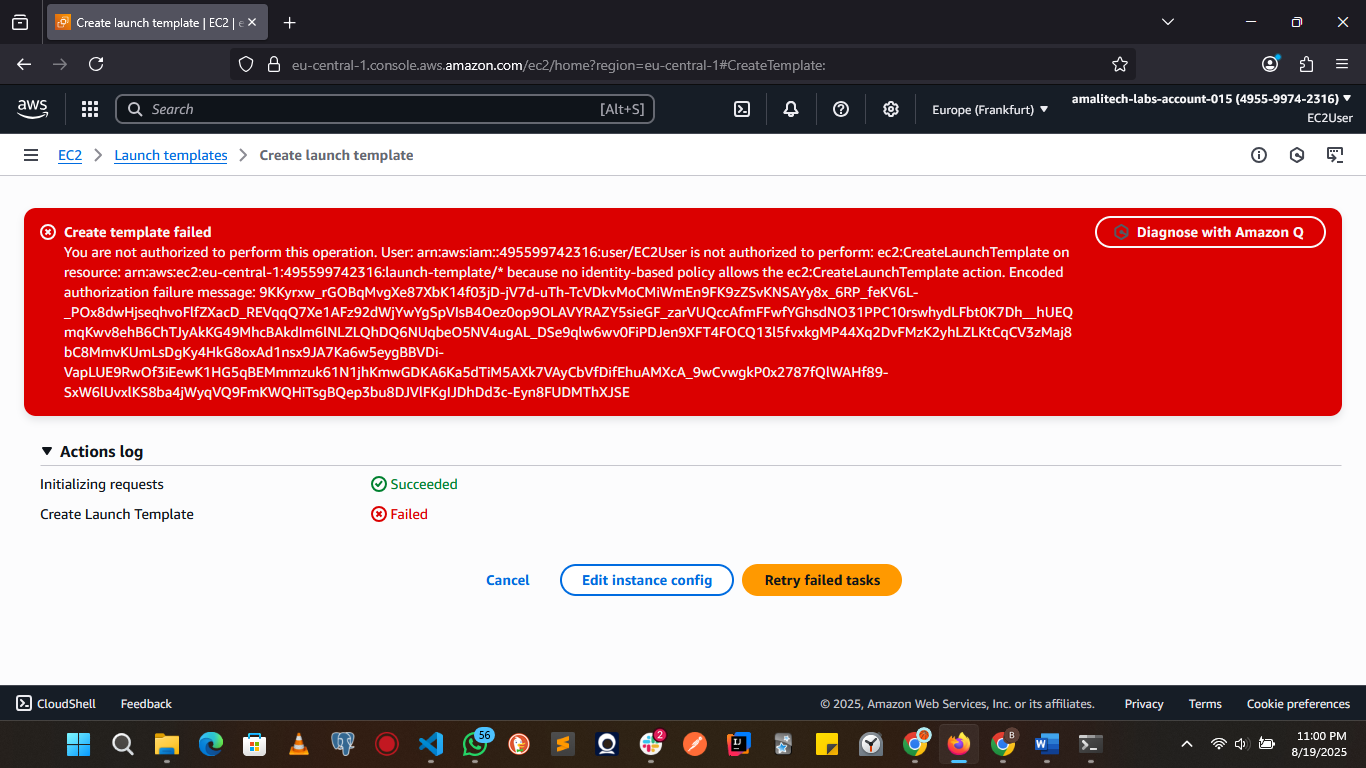 Create launch template | EC2 | e
eu-central-1.console.aws.amazon.com/ec2/home?region=eu-central-1#CreateTemplate:
aws
Search
[Alt+S]
Europe (Frankfurt)
amalitech-labs-account-015 (4955-9974-2316)
EC2User
EC2
Launch templates
Create launch template
Create template failed
Diagnose with Amazon Q
You are not authorized to perform this operation. User: arn:aws:iam::495599742316:user/EC2User is not authorized to perform: ec2:CreateLaunchTemplate on
resource: arn:aws:ec2:eu-central-1:495599742316:launch-template/* because no identity-based policy allows the ec2:CreateLaunchTemplate action. Encoded
authorization failure message: 9KKyrxw_rGOBqMvgXe87XbK14f03jD-jV7d-uTh-TcVDkvMoCMiWmEn9FK9zZSvKNSAYy8x_6RP_feKV6L-
_POx8dwHjseqhvoFlfZXacD_REVqqQ7Xe1AFz92dWjYwYgSpVIsB4Oez0op9OLAVYRAZY5sieGF_zarVUQccAfmFFwfYGhsdNO31PPC10rswhydLFbt0K7Dh__hUEQ
mqKwv8ehB6ChTJyAkKG49MhcBAkdIm6lNLZLQhDQ6NUqbeO5NV4ugAL_DSe9qlw6wv0FiPDJen9XFT4FOCQ13l5fvxkgMP44Xq2DvFMzK2yhLZLKtCqCV3zMaj8
bC8MmvKUmLsDgKy4HkG8oxAd1nsx9JA7Ka6w5eygBBVDi-
VapLUE9RwOf3iEewK1HG5qBEMmmzuk61N1jhKmwGDKA6Ka5dTiM5AXk7VAyCbVfDifEhuAMXcA_9wCvwgkP0x2787fQlWAHf89-
SxW6lUvxlKS8ba4jWyqVQ9FmKWQHiTsgBQep3bu8DJVlFKgIJDhDd3c-Eyn8FUDMThXJSE
Actions log
Initializing requests
Succeeded
Create Launch Template
Failed
Cancel
Edit instance config
Retry failed tasks
CloudShell
Feedback
© 2025, Amazon Web Services, Inc. or its affiliates.
Privacy
Terms
Cookie preferences
56
2
B
11:00 PM
8/19/2025